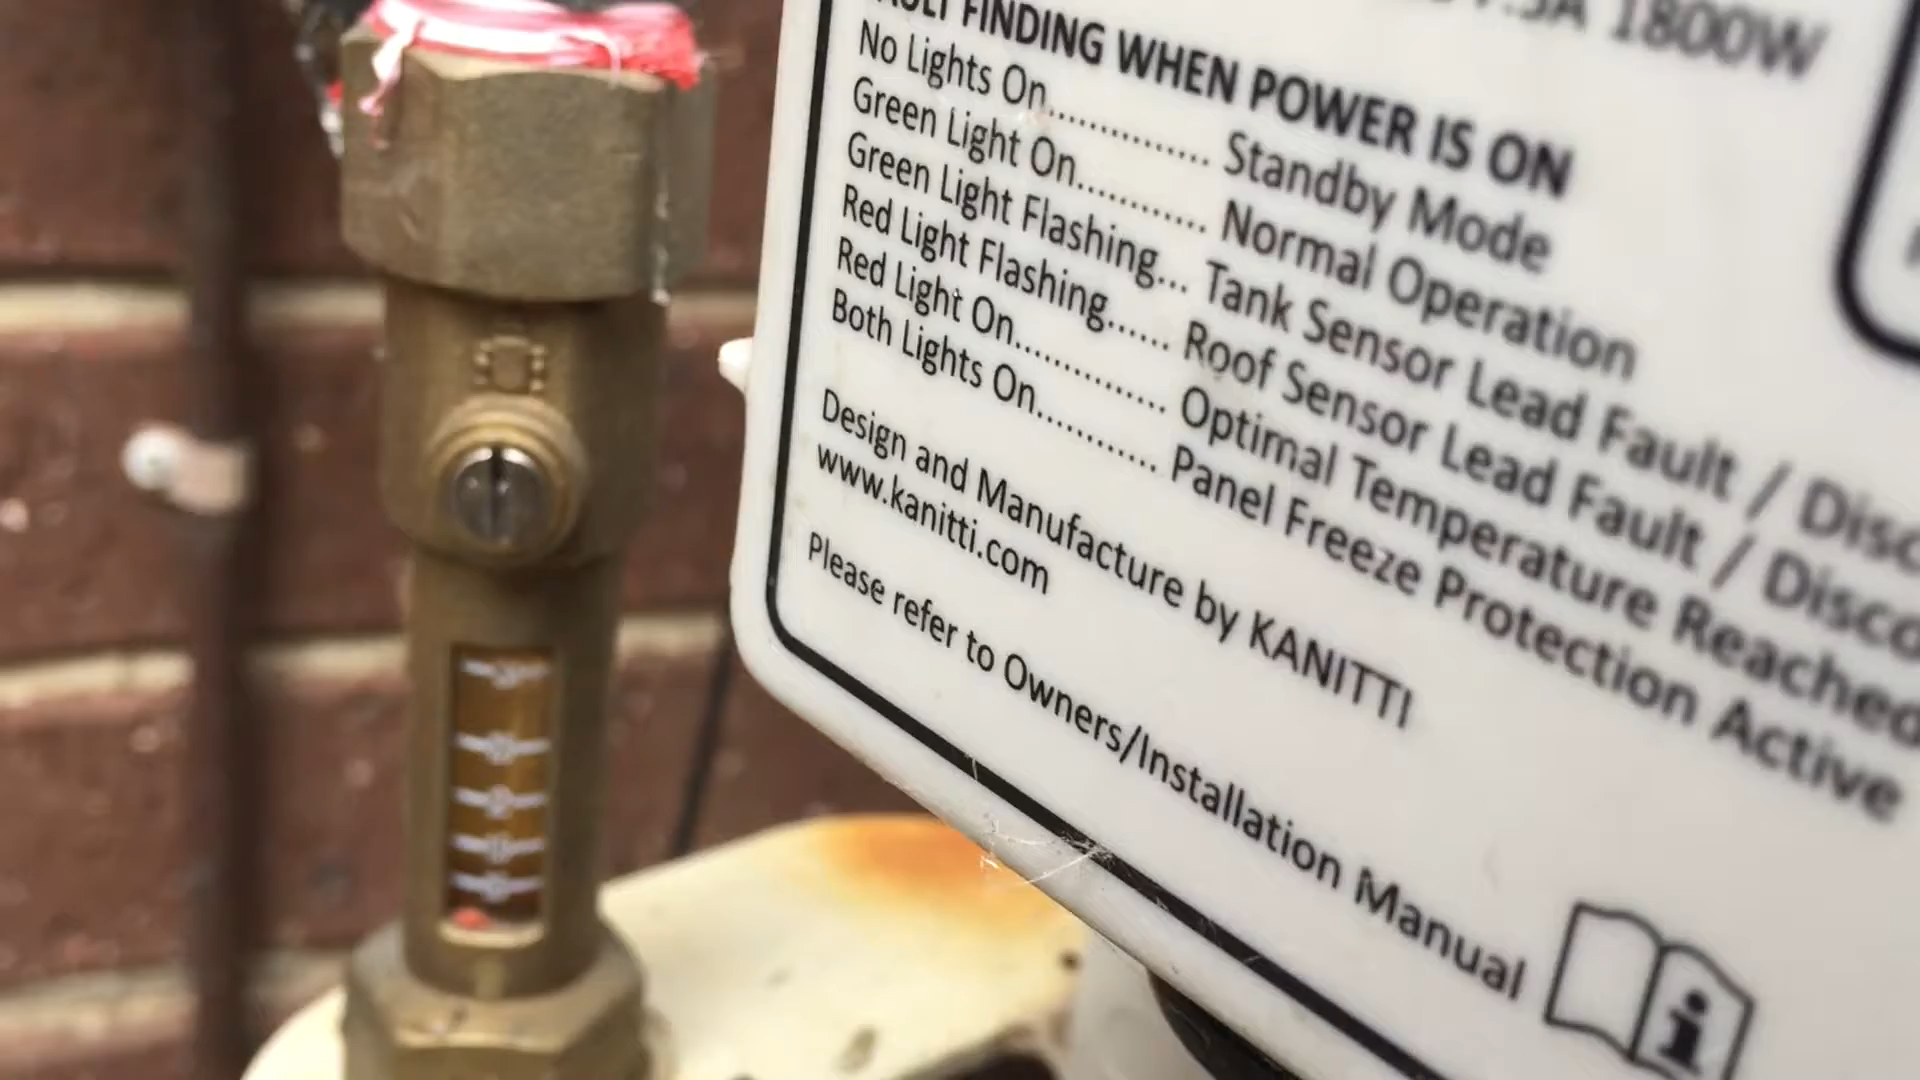 1800W
FINDING WHEN POWER IS ON
No Lights On............... Standby Mode
Green Light On............ Normal Operation
Green Light Flashing... Tank Sensor Lead Fault /
Red Light Flashing...... Roof Sensor Lead Fault /
Red Light On.............. Optimal Temperature Reached
Both Lights On........... Panel Freeze Protection Active
Design and Manufacture by KANITTI
www.kanitti.com
Please refer to Owners/Installation Manual
i